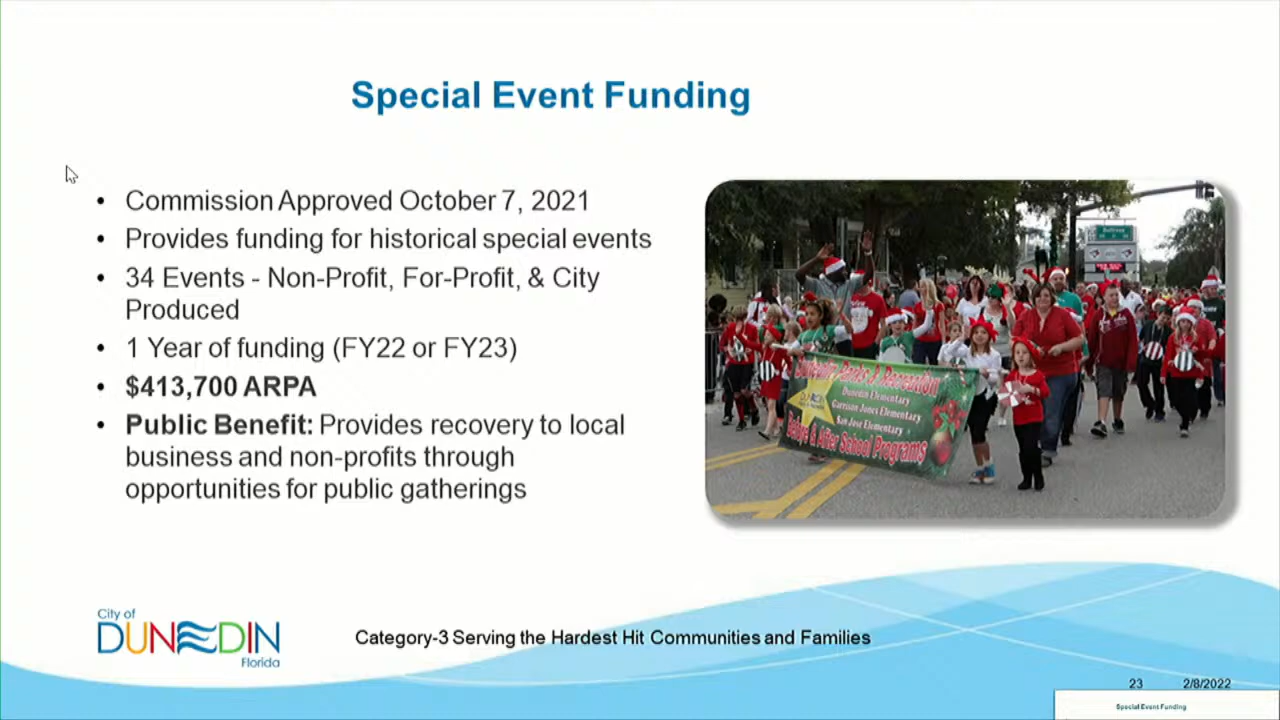 Special Event Funding
• Commission Approved October 7, 2021
• Provides funding for historical special events
• 34 Events - Non-Profit, For-Profit, & City
Produced
• 1 Year of funding (FY22 or FY23)
• $413,700 ARPA
• Public Benefit: Provides recovery to local
business and non-profits through
opportunities for public gatherings
Parks & Recreation
Dunedin Elementary
Garrison Jones Elementary
San Jose Elementary
Before & After School Programs
City of
DUNEDIN
Florida
Category-3 Serving the Hardest Hit Communities and Families
23 2/8/2022
Special Event Funding